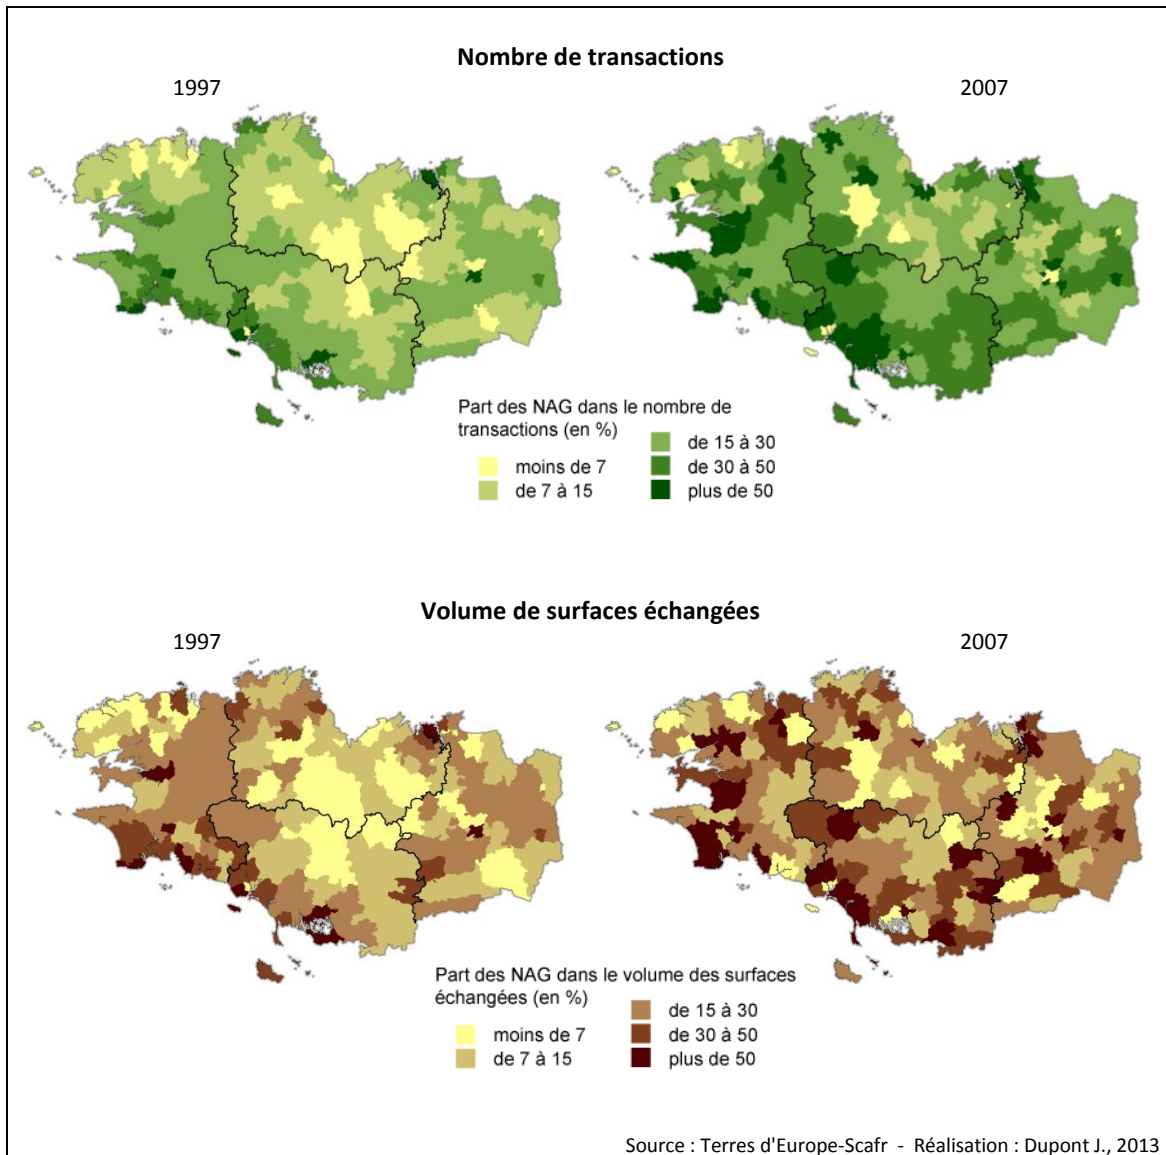 Nombre de transactions
1997
2007
Part des NAG dans le nombre de
transactions (en %)
moins de 7
de 7 à 15
de 15 à 30
de 30 à 50
plus de 50
Volume de surfaces échangées
1997
2007
Part des NAG dans le volume des surfaces
échangées (en %)
moins de 7
de 7 à 15
de 15 à 30
de 30 à 50
plus de 50
Source : Terres d'Europe-Scafr - Réalisation : Dupont J., 2013